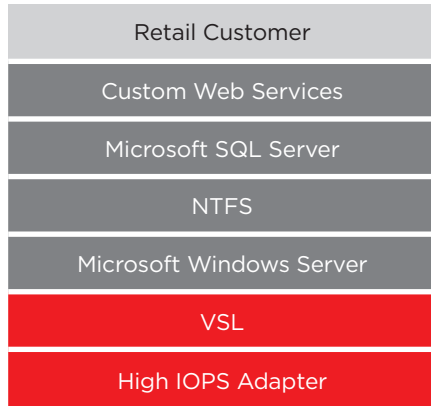 Retail Customer
Custom Web Services
Microsoft SQL Server
NTFS
Microsoft Windows Server
VSL
High IOPS Adapter